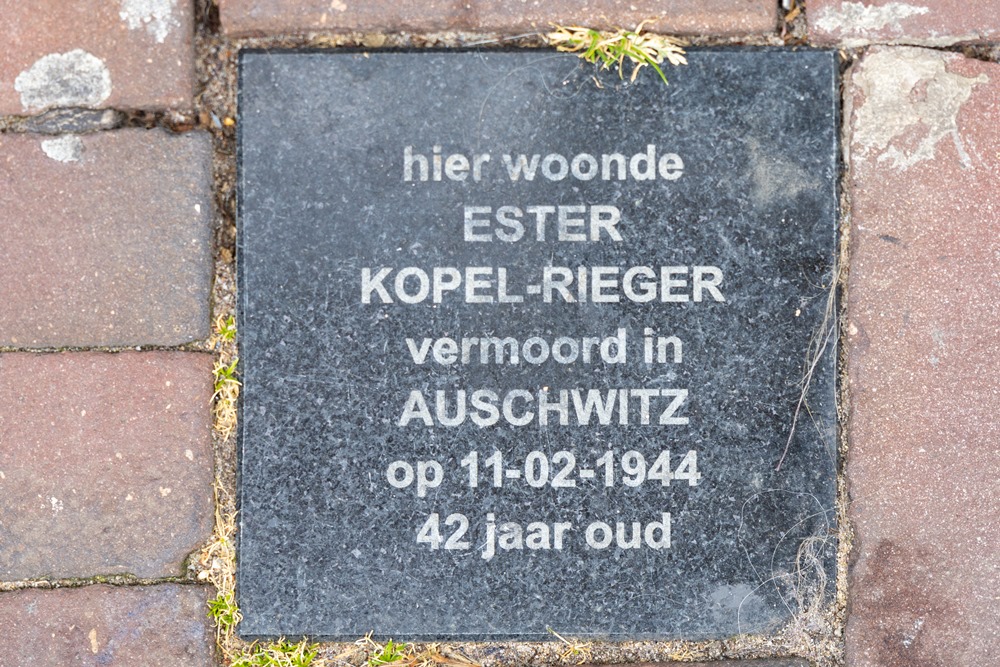 hier woonde
ESTER
KOPEL-RIEGER
vermoord in
AUSCHWITZ
op 11-02-1944
42 jaar oud